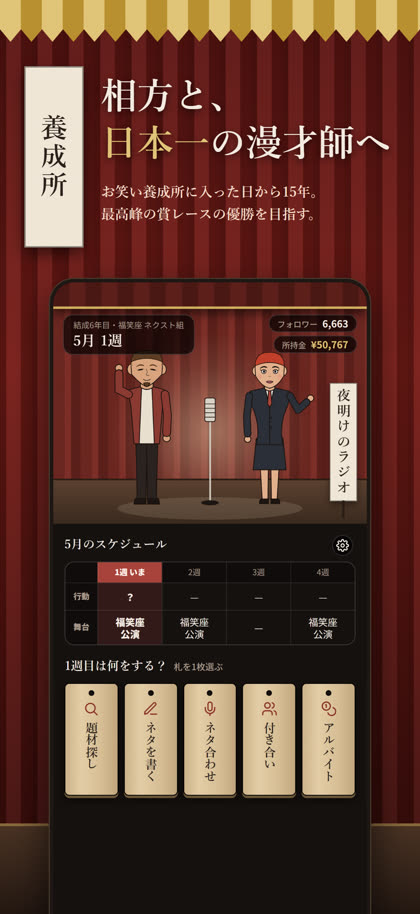 養成所
相方と、
日本一の漫才師へ
お笑い養成所に入った日から15年。
最高峰の賞レースの優勝を目指す。
結成6年目・福笑座 ネクスト組
5月 1週
フォロワー 6,663
所持金 ¥50,767
夜明けのラジオ
5月のスケジュール
1週 いま 2週 3週 4週
行動 ? — — —
舞台 福笑座公演 福笑座公演 — 福笑座公演
1週目は何をする? 札を1枚選ぶ
題材探し
ネタを書く
ネタ合わせ
付き合い
アルバイト